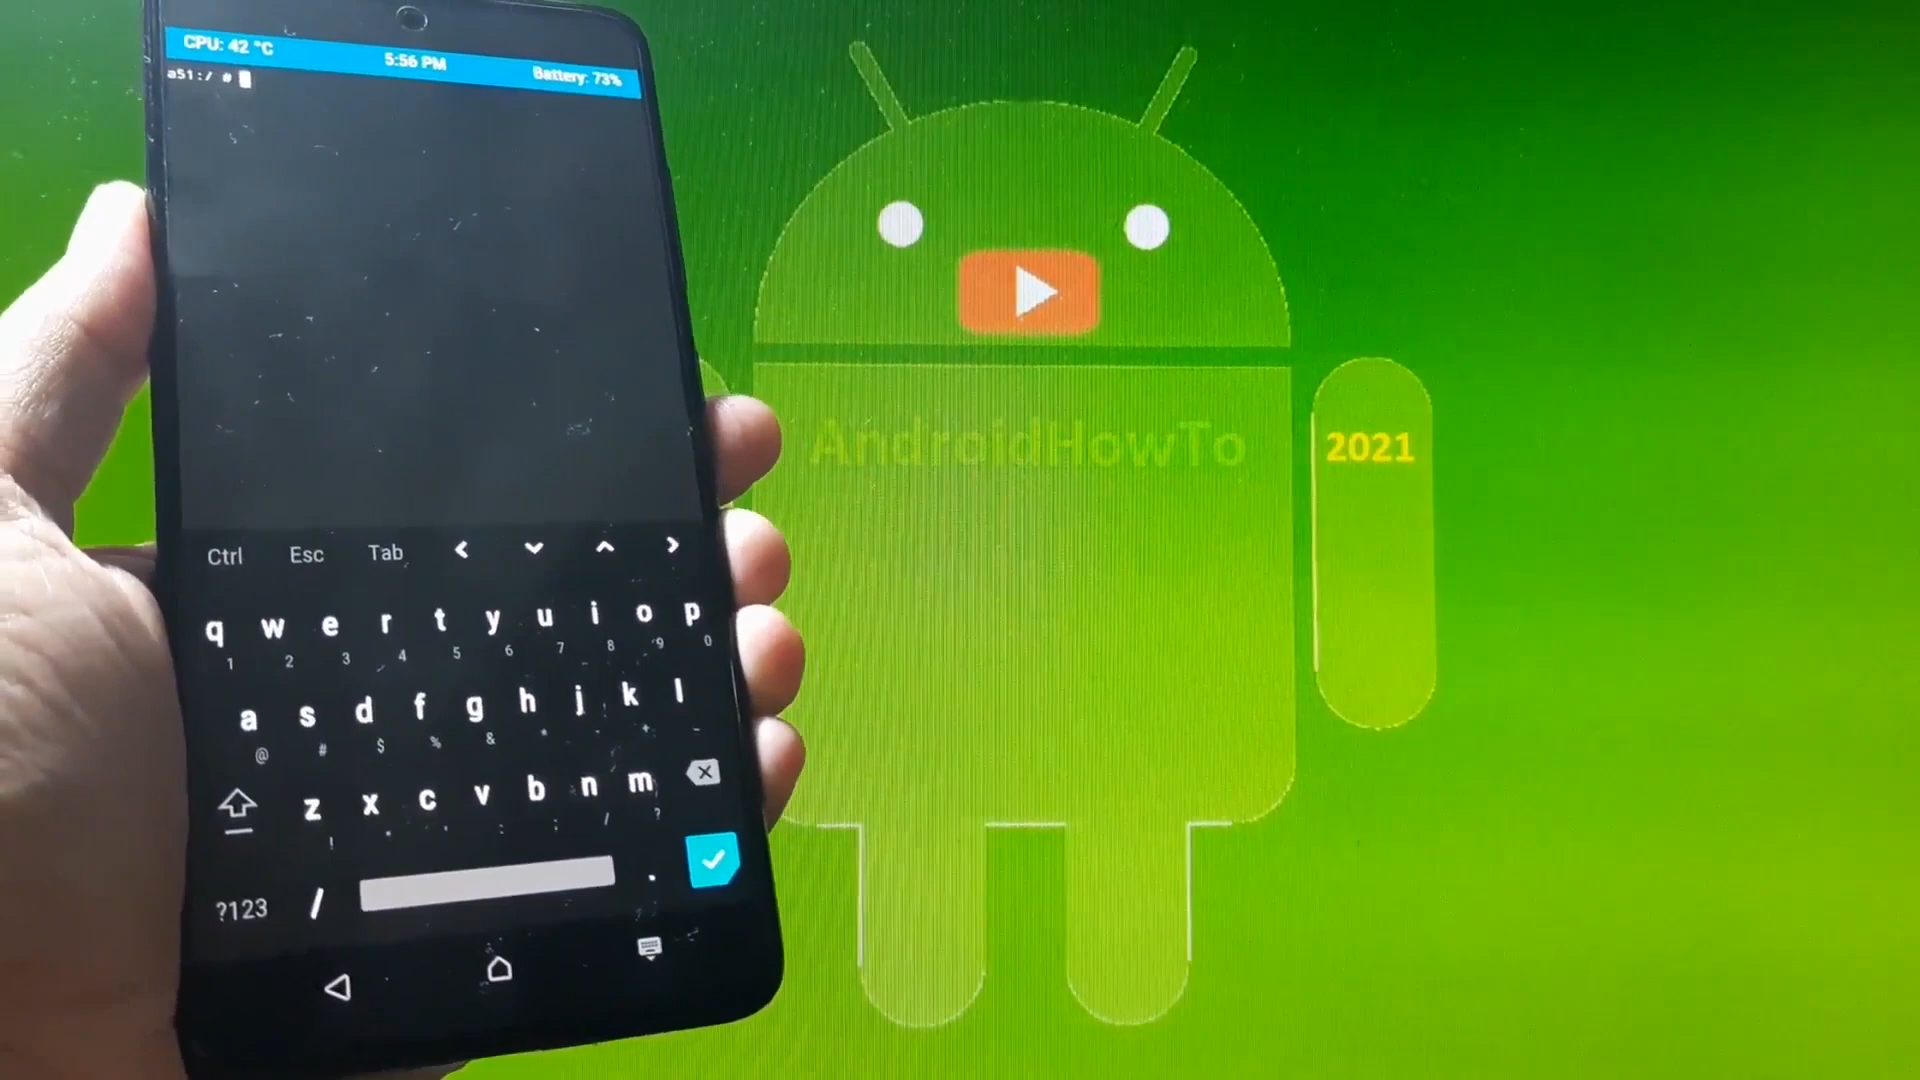 CPU: 42 °C
5:56 PM
Battery: 73%
a51:/ #
Ctrl Esc Tab
q w e r t y u i o p
1 2 3 4 5 6 7 8 9 0
a s d f g h j k l
@ # $ % & * - + -
z x c v b n m
! " ' : ; / ?
?123 / .
AndroidHowTo
2021